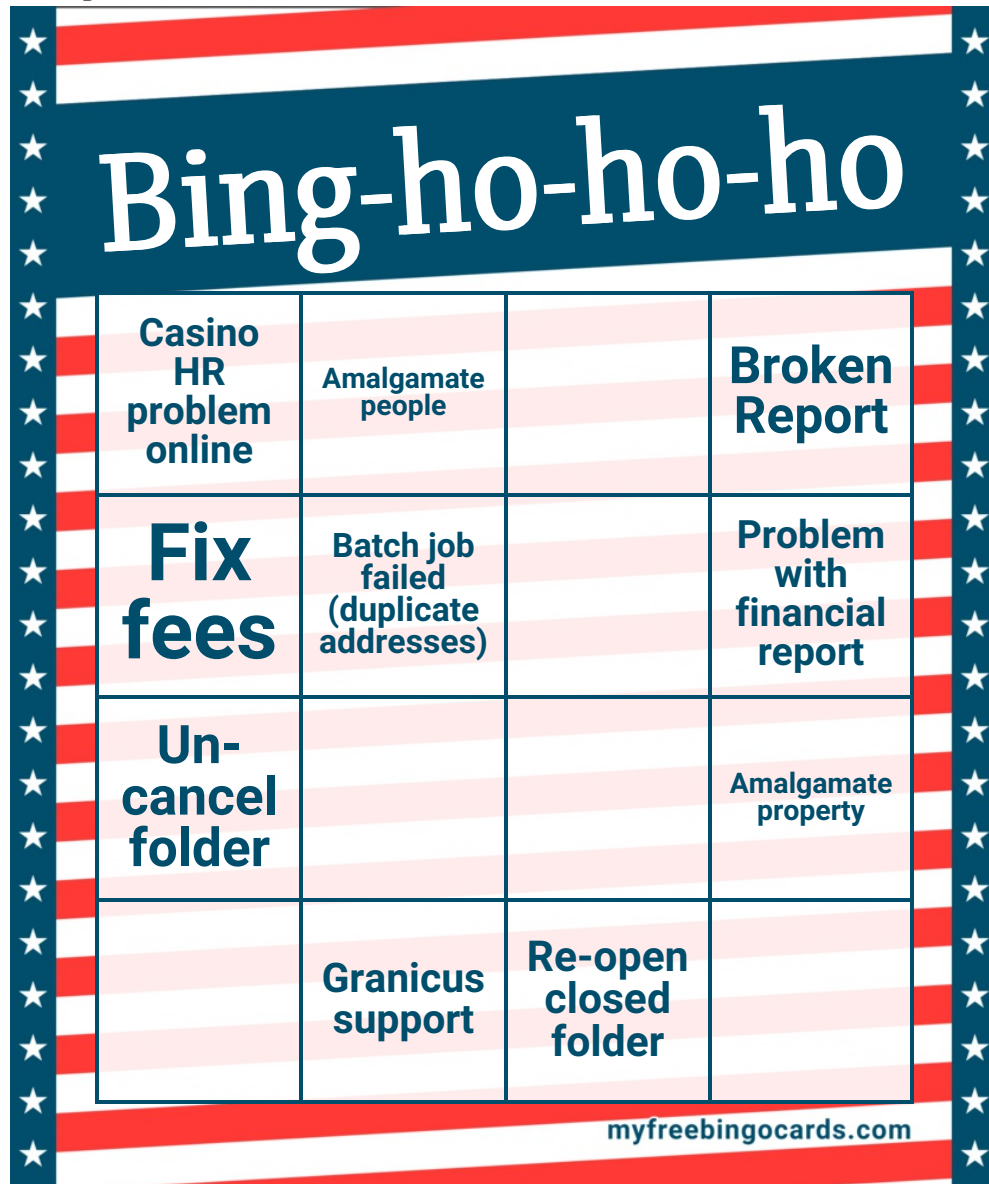 Bing-ho-ho-ho
Casino
HR
problem
online
Amalgamate
people
Broken
Report
Fix
fees
Batch job
failed
(duplicate
addresses)
Problem
with
financial
report
Un-
cancel
folder
Amalgamate
property
Granicus
support
Re-open
closed
folder
myfreebingocards.com